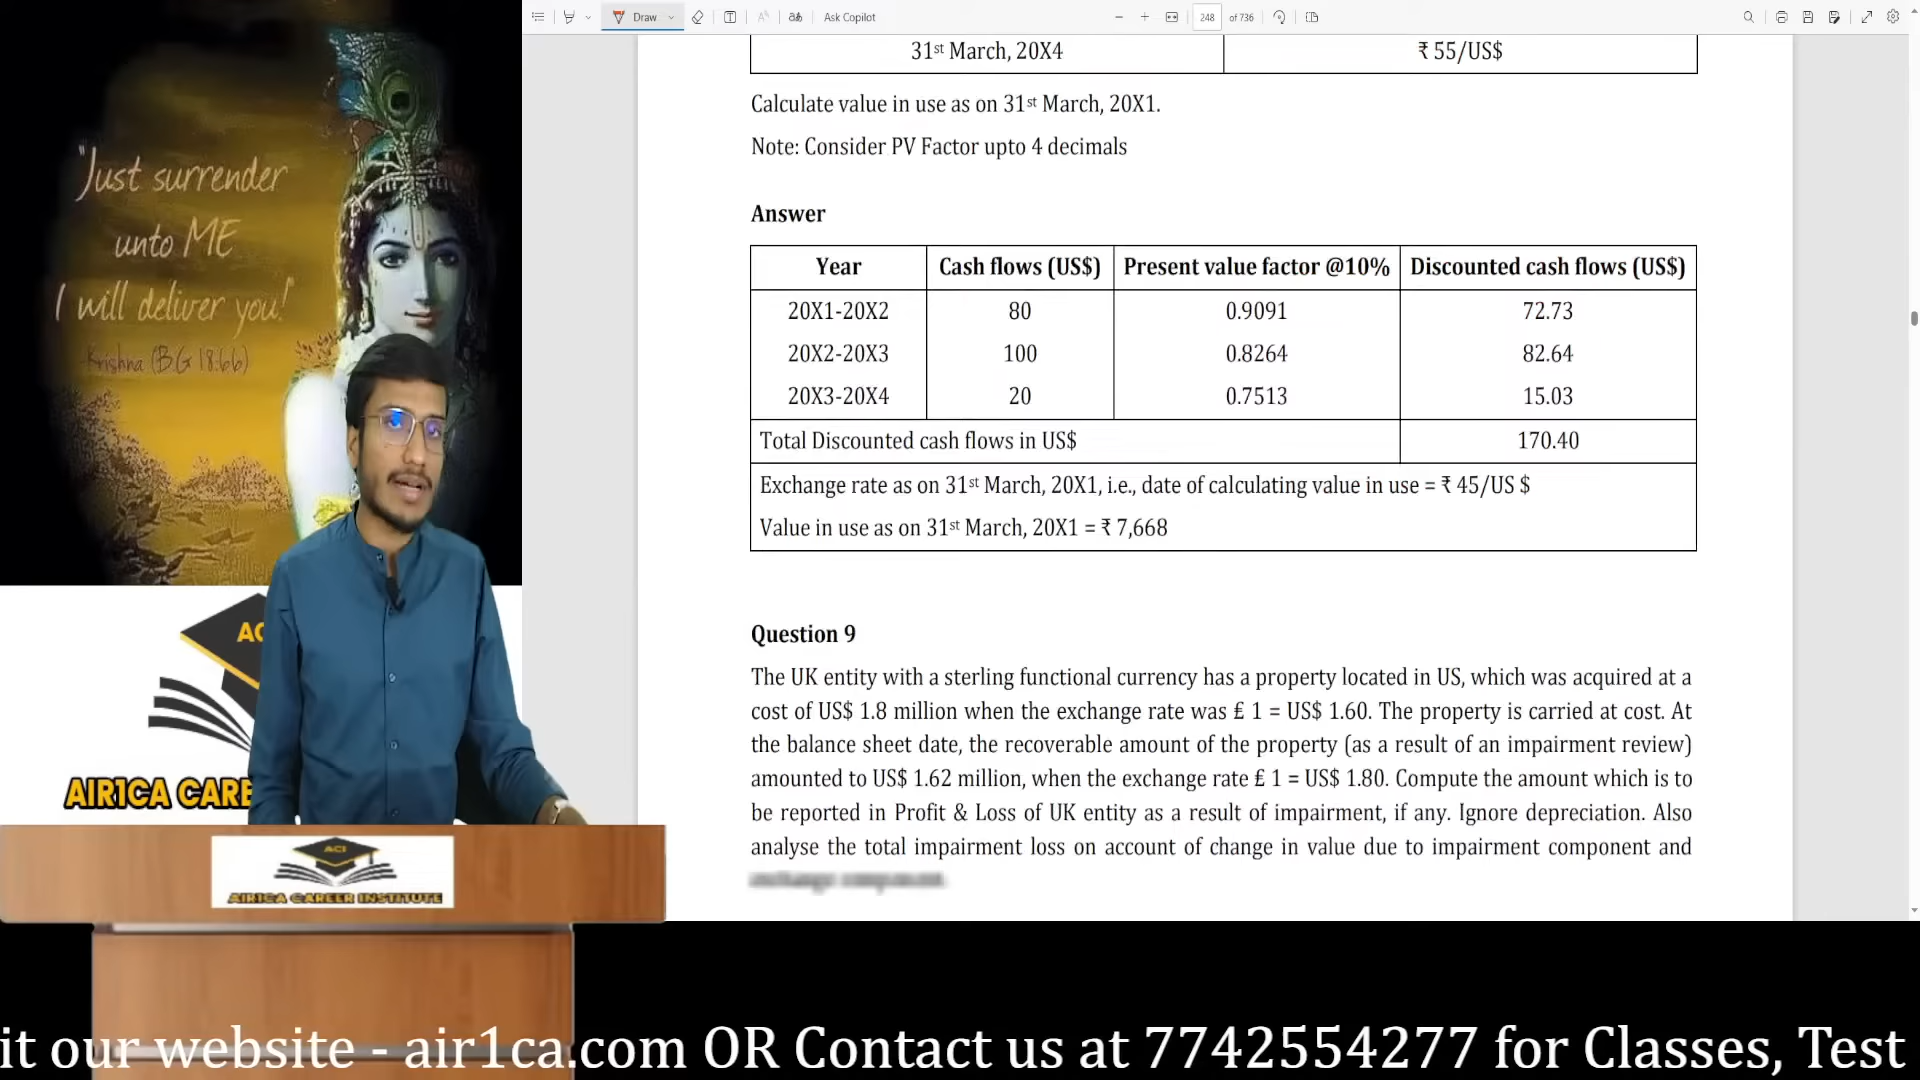 "Just surrender
unto ME
I will deliver you!"
-Krishna (B.G 18:66)
AIR1CA CARE
ACI
AIR1CA CAREER INSTITUTE
Draw
Ask Copilot
248 of 736
31st March, 20X4 ₹ 55/US$
Calculate value in use as on 31st March, 20X1.
Note: Consider PV Factor upto 4 decimals
Answer
Year Cash flows (US$) Present value factor @10% Discounted cash flows (US$)
20X1-20X2 80 0.9091 72.73
20X2-20X3 100 0.8264 82.64
20X3-20X4 20 0.7513 15.03
Total Discounted cash flows in US$ 170.40
Exchange rate as on 31st March, 20X1, i.e., date of calculating value in use = ₹ 45/US $
Value in use as on 31st March, 20X1 = ₹ 7,668
Question 9
The UK entity with a sterling functional currency has a property located in US, which was acquired at a
cost of US$ 1.8 million when the exchange rate was £ 1 = US$ 1.60. The property is carried at cost. At
the balance sheet date, the recoverable amount of the property (as a result of an impairment review)
amounted to US$ 1.62 million, when the exchange rate £ 1 = US$ 1.80. Compute the amount which is to
be reported in Profit & Loss of UK entity as a result of impairment, if any. Ignore depreciation. Also
analyse the total impairment loss on account of change in value due to impairment component and
exchange component.
it our website - air1ca.com OR Contact us at 7742554277 for Classes, Test